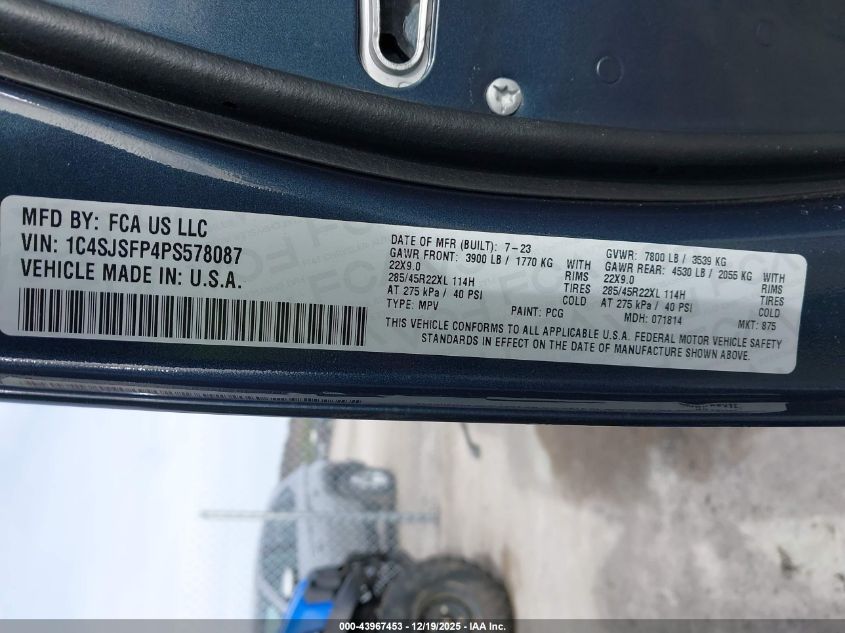 MFD BY: FCA US LLC
VIN: 1C4SJSFP4PS578087
VEHICLE MADE IN: U.S.A.
DATE OF MFR (BUILT): 7-23 GVWR: 7800 LB / 3539 KG
GAWR FRONT: 3900 LB / 1770 KG WITH GAWR REAR: 4530 LB / 2055 KG WITH
22X9.0 RIMS 22X9.0 RIMS
285/45R22XL 114H TIRES 285/45R22XL 114H TIRES
AT 275 kPa / 40 PSI COLD AT 275 kPa / 40 PSI COLD
TYPE: MPV PAINT: PCG MDH: 071814 MKT: 875
THIS VEHICLE CONFORMS TO ALL APPLICABLE U.S.A. FEDERAL MOTOR VEHICLE SAFETY
STANDARDS IN EFFECT ON THE DATE OF MANUFACTURE SHOWN ABOVE.
000-43967453 - 12/19/2025 - IAA Inc.